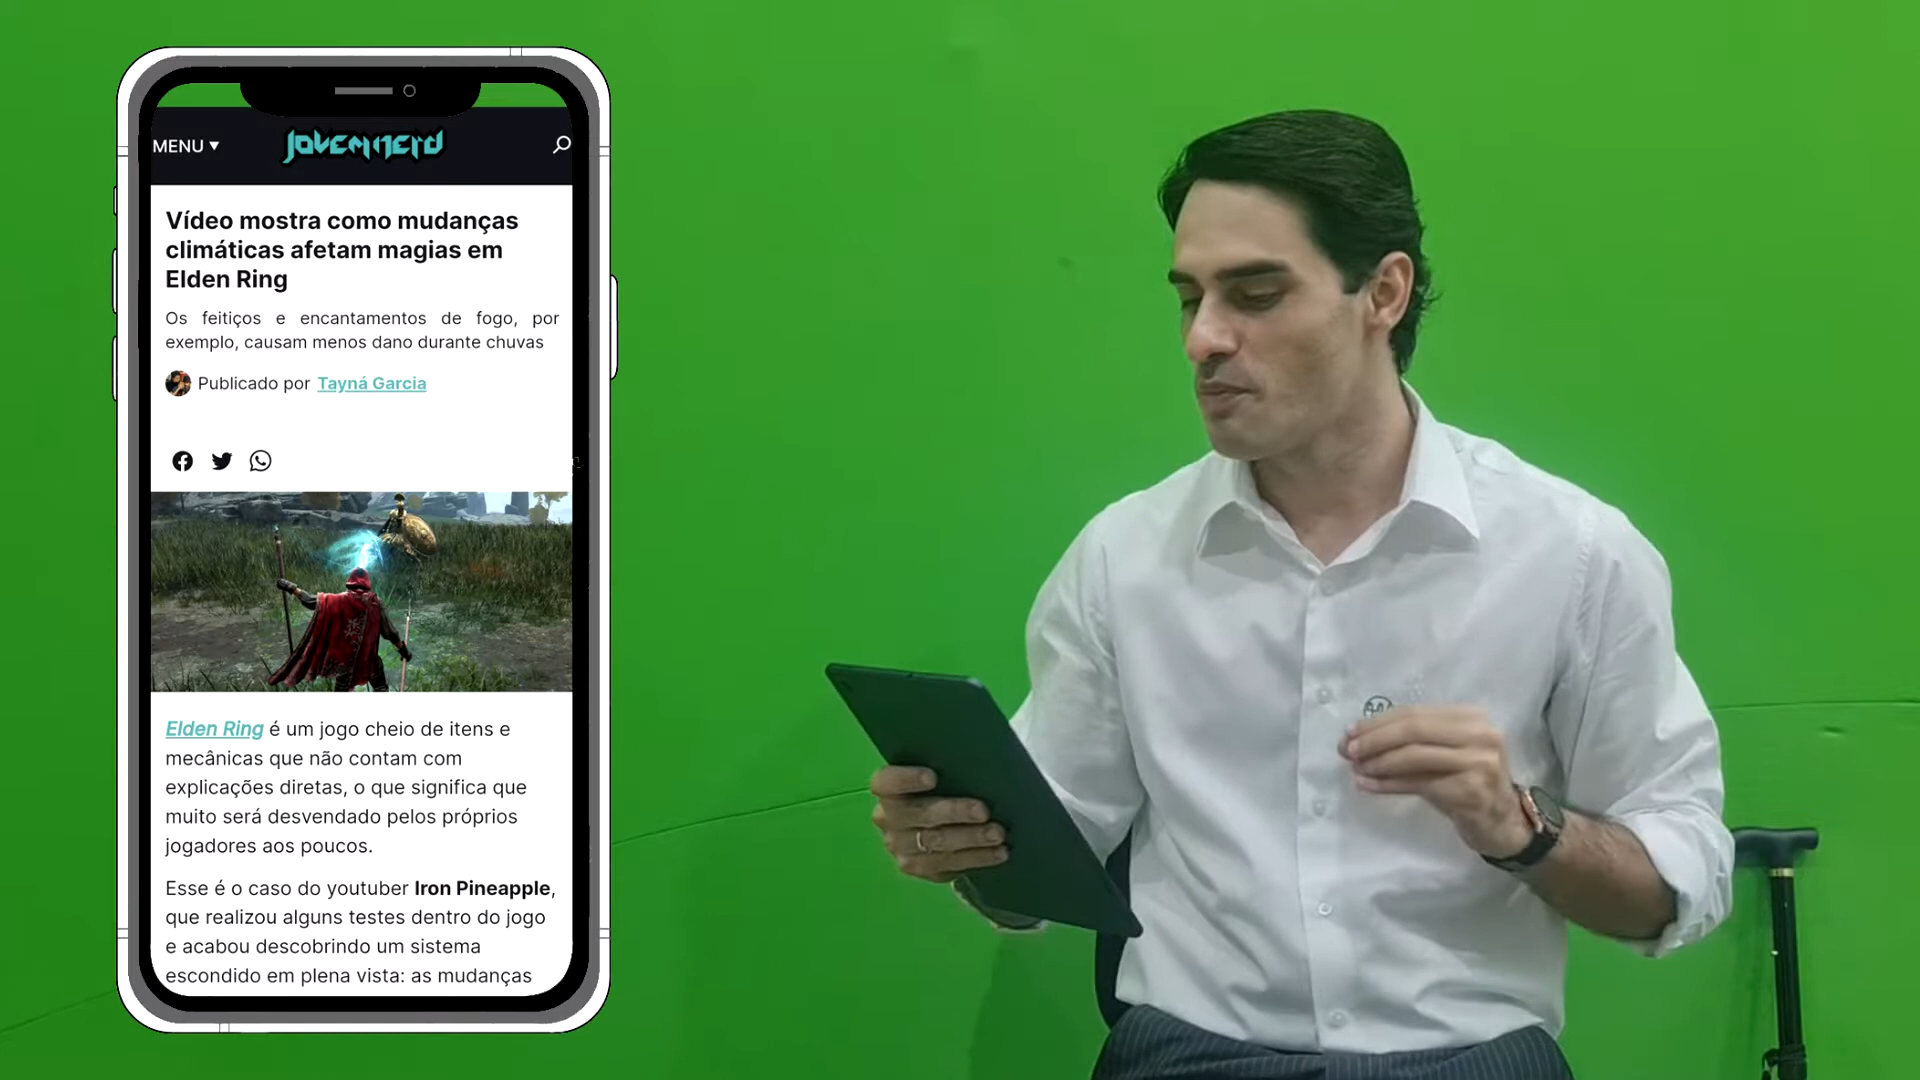 MENU ▼
JOVEM NERD
Vídeo mostra como mudanças
climáticas afetam magias em
Elden Ring
Os feitiços e encantamentos de fogo, por
exemplo, causam menos dano durante chuvas
Publicado por Tayná Garcia
Elden Ring é um jogo cheio de itens e
mecânicas que não contam com
explicações diretas, o que significa que
muito será desvendado pelos próprios
jogadores aos poucos.
Esse é o caso do youtuber Iron Pineapple,
que realizou alguns testes dentro do jogo
e acabou descobrindo um sistema
escondido em plena vista: as mudanças